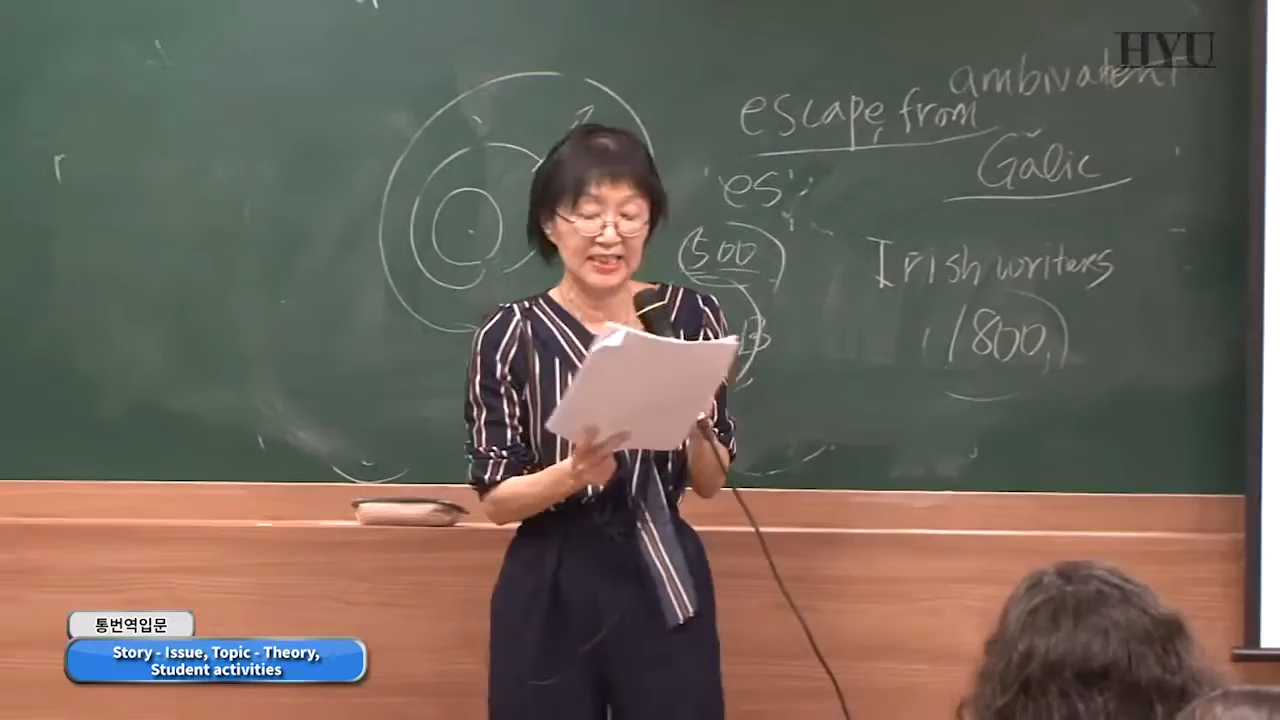 HYU
ambivalent
escape from
Galic
'es'
500
Irish writers
1800,
r
통번역입문
Story - Issue, Topic - Theory,
Student activities